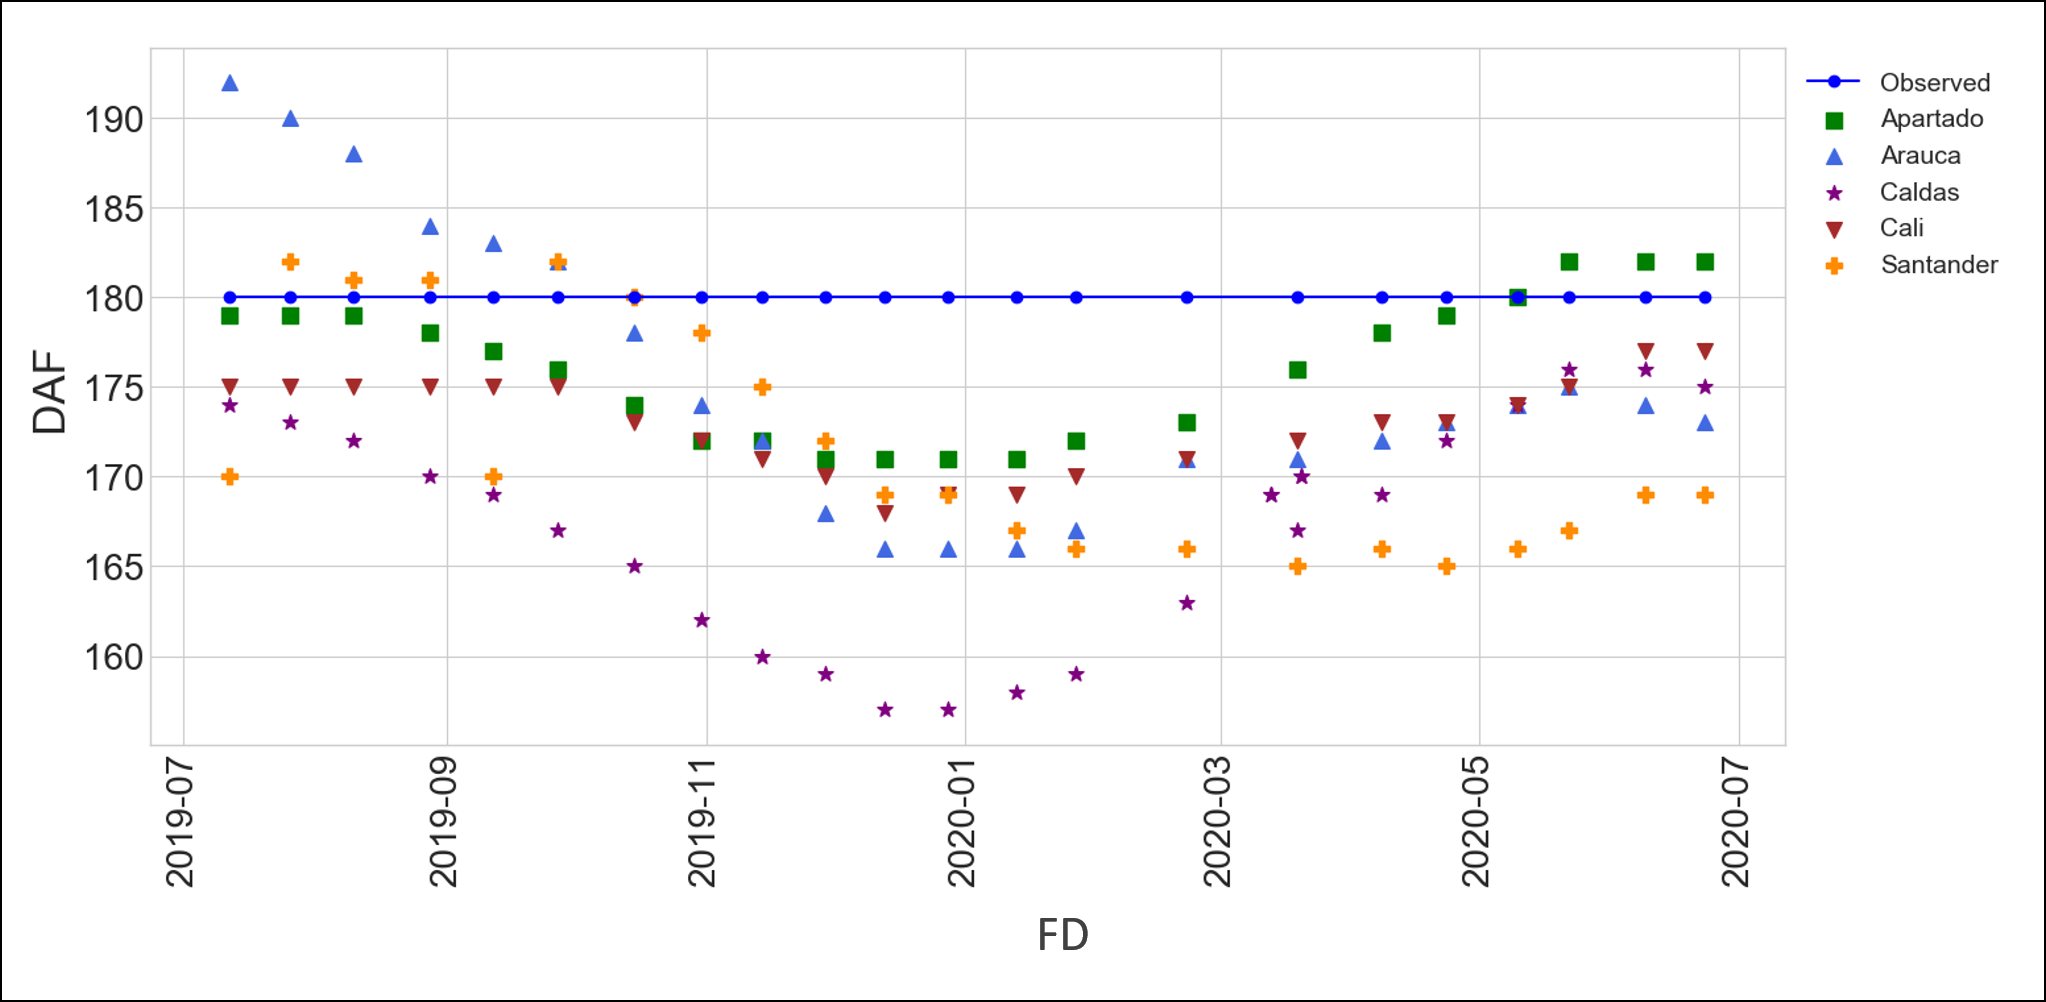 190
185
180
175
170
165
160
DAF
2019-07
2019-09
2019-11
2020-01
2020-03
2020-05
2020-07
FD
Observed
Apartado
Arauca
Caldas
Cali
Santander